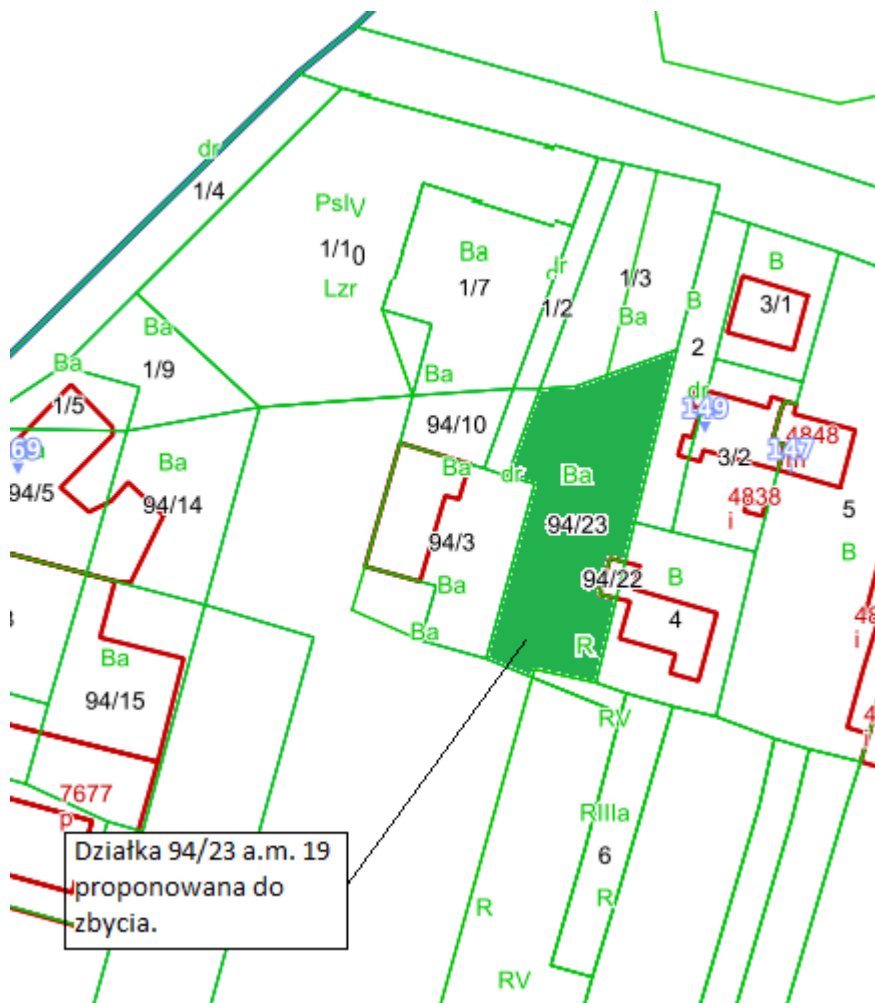 dr
1/4
PsIV
1/10
Lzr
Ba
1/7
dr
1/2
1/3
Ba
B
2
B
3/1
Ba
1/9
Ba
1/5
Ba
94/10
dr
149
147
4848
3/2
4838
i
5
B
69
94/5
Ba
94/14
Ba
dr
Ba
94/23
94/3
Ba
Ba
94/22
B
4
R
Ba
94/15
RV
RIIIa
6
R
R
RV
7677
p
i
i
Działka 94/23 a.m. 19
proponowana do
zbycia.